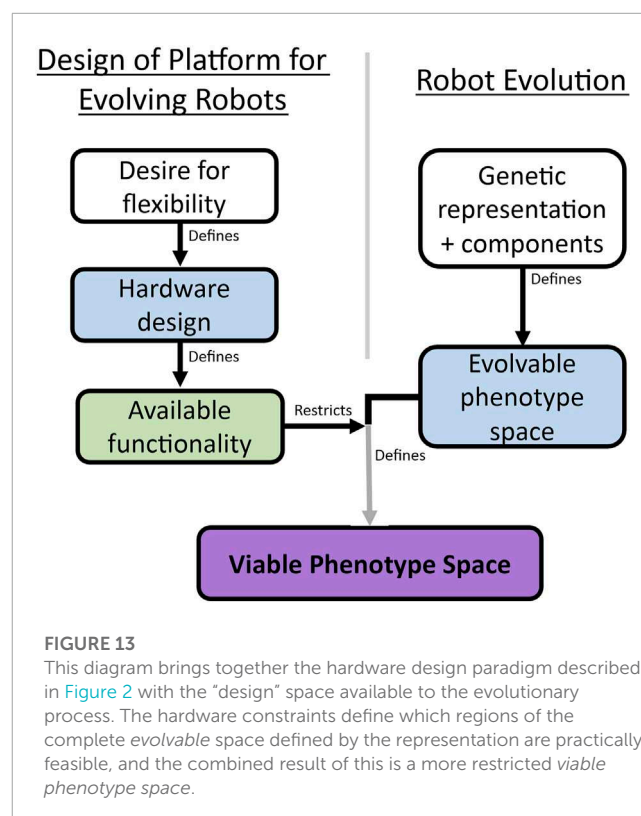 Design of Platform for
Evolving Robots
Desire for
flexibility
Defines
Hardware
design
Defines
Available
functionality
Restricts
Robot Evolution
Genetic
representation
+ components
Defines
Evolvable
phenotype
space
Defines
Viable Phenotype Space
FIGURE 13
This diagram brings together the hardware design paradigm described
in Figure 2 with the “design” space available to the evolutionary
process. The hardware constraints define which regions of the
complete evolvable space defined by the representation are practically
feasible, and the combined result of this is a more restricted viable
phenotype space.